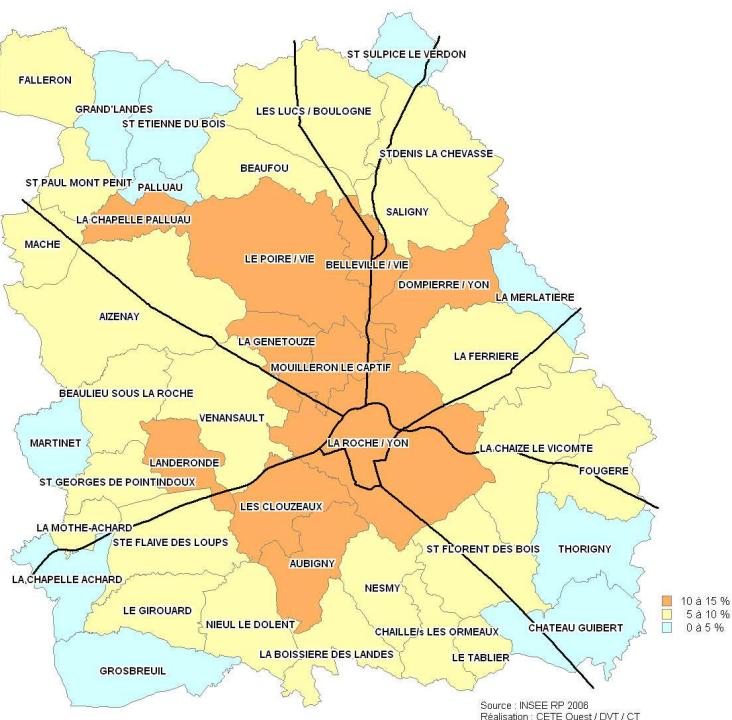 ST SULPICE LE VERDON
FALLERON
GRAND'LANDES
LES LUCS / BOULOGNE
ST ETIENNE DU BOIS
STDENIS LA CHEVASSE
BEAUFOU
ST PAUL MONT PENIT
PALLUAU
SALIGNY
LA CHAPELLE PALLUAU
MACHE
LE POIRE / VIE
BELLEVILLE / VIE
DOMPIERRE / YON
LA MERLATIERE
AIZENAY
LA GENETOUZE
LA FERRIERE
MOUILLERON LE CAPTIF
BEAULIEU SOUS LA ROCHE
VENANSAULT
MARTINET
LA ROCHE / YON
LA CHAIZE LE VICOMTE
LANDERONDE
FOUGERE
ST GEORGES DE POINTINDOUX
LES CLOUZEAUX
LA MOTHE-ACHARD
STE FLAIVE DES LOUPS
ST FLORENT DES BOIS
THORIGNY
AUBIGNY
LA CHAPELLE ACHARD
NESMY
LE GIROUARD
NIEUL LE DOLENT
CHAILLE/s LES ORMEAUX
CHATEAU GUIBERT
LA BOISSIERE DES LANDES
LE TABLIER
GROSBREUIL
10 à 15 %
5 à 10 %
0 à 5 %
Source : INSEE RP 2006
Réalisation : CETE Ouest / DVT / CT